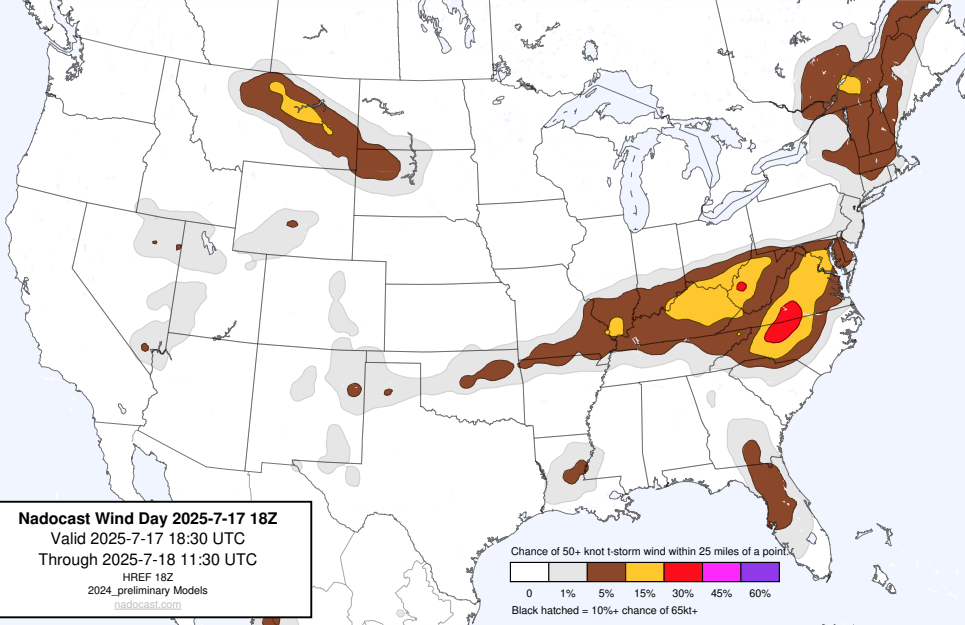 Nadocast Wind Day 2025-7-17 18Z
Valid 2025-7-17 18:30 UTC
Through 2025-7-18 11:30 UTC
HREF 18Z
2024_preliminary Models
nadocast.com
Chance of 50+ knot t-storm wind within 25 miles of a point.
0 1% 5% 15% 30% 45% 60%
Black hatched = 10%+ chance of 65kt+